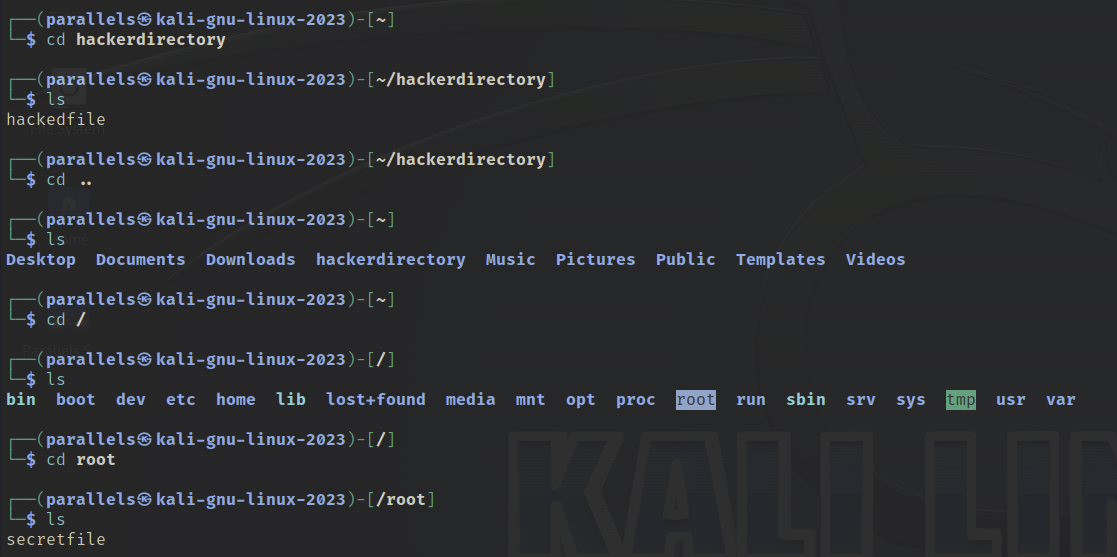 ┌──(parallels㉿kali-gnu-linux-2023)-[~]
└─$ cd hackerdirectory
┌──(parallels㉿kali-gnu-linux-2023)-[~/hackerdirectory]
└─$ ls
hackedfile
┌──(parallels㉿kali-gnu-linux-2023)-[~/hackerdirectory]
└─$ cd ..
┌──(parallels㉿kali-gnu-linux-2023)-[~]
└─$ ls
Desktop  Documents  Downloads  hackerdirectory  Music  Pictures  Public  Templates  Videos
┌──(parallels㉿kali-gnu-linux-2023)-[~]
└─$ cd /
┌──(parallels㉿kali-gnu-linux-2023)-[/]
└─$ ls
bin  boot  dev  etc  home  lib  lost+found  media  mnt  opt  proc  root  run  sbin  srv  sys  tmp  usr  var
┌──(parallels㉿kali-gnu-linux-2023)-[/]
└─$ cd root
┌──(parallels㉿kali-gnu-linux-2023)-[/root]
└─$ ls
secretfile
File System
KALI LIN